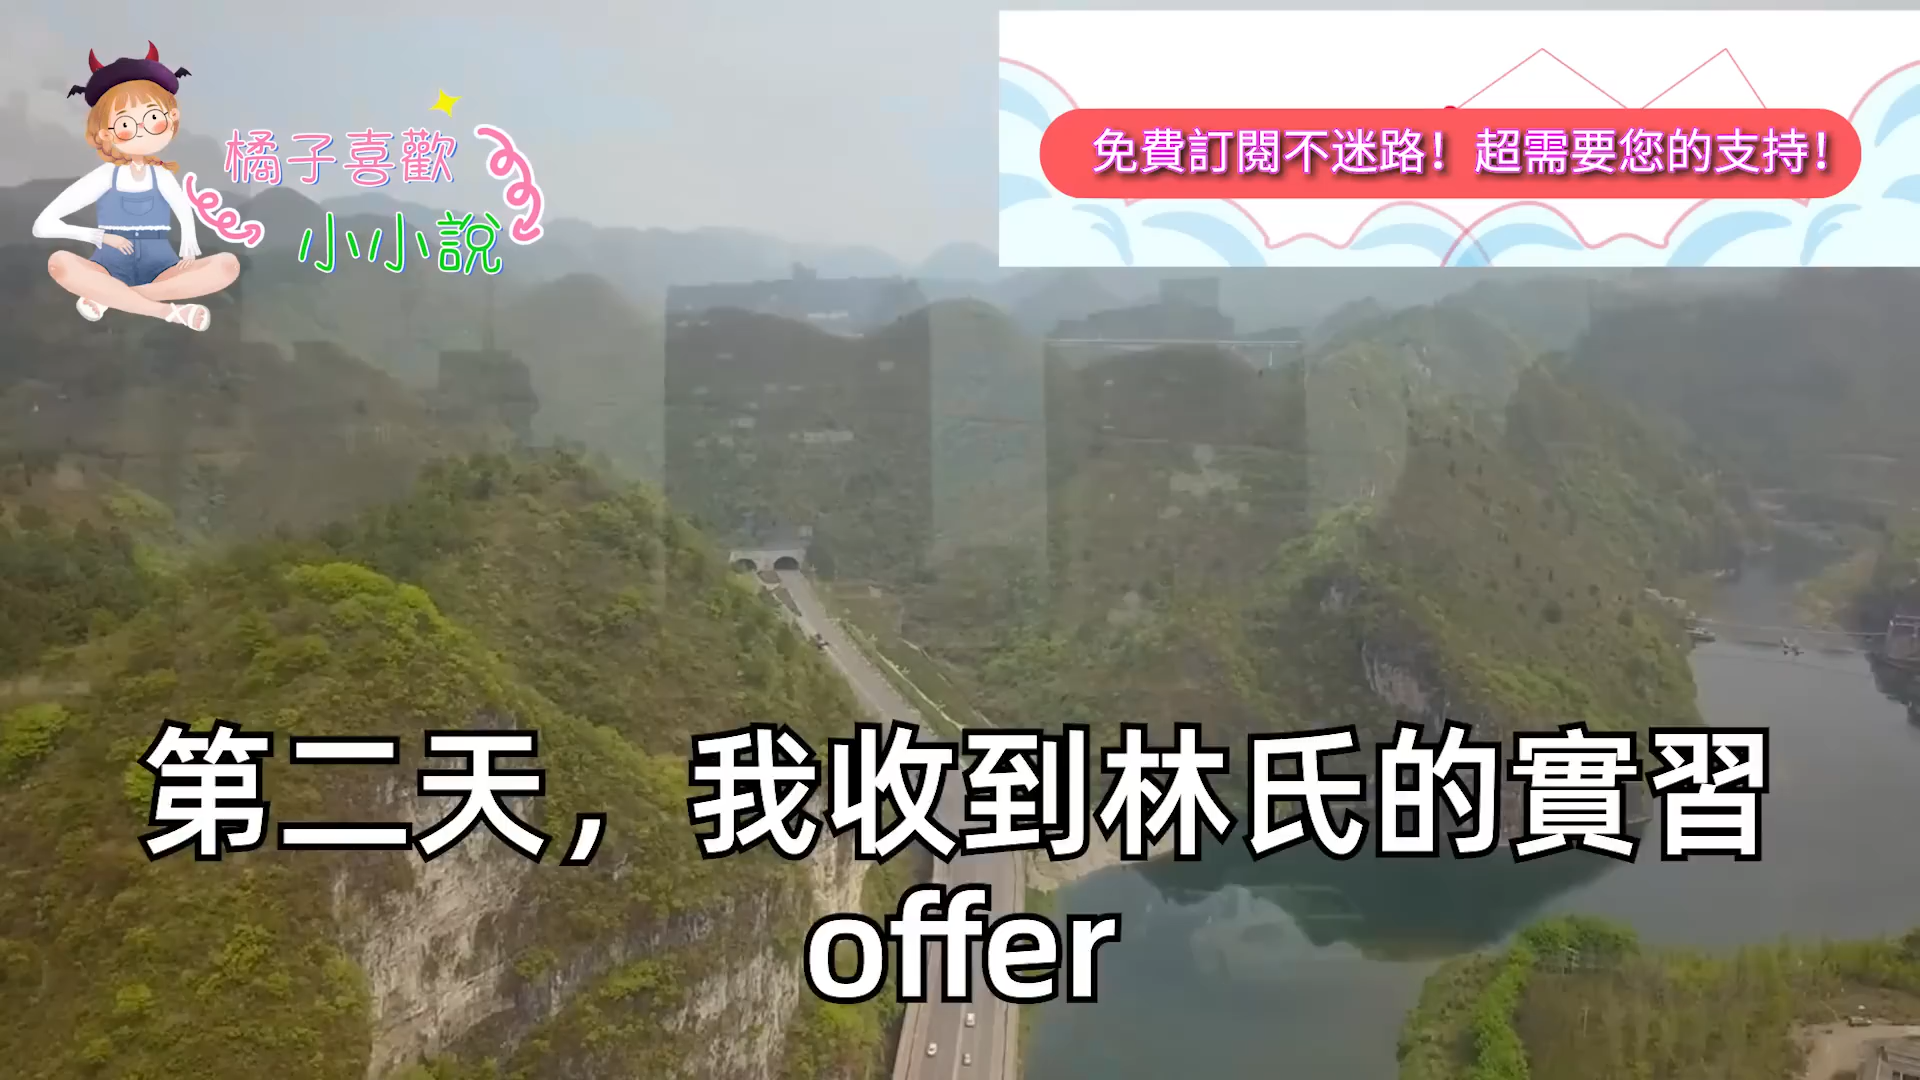 橘子喜歡
小小說
免費訂閱不迷路！超需要您的支持！
第二天，我收到林氏的實習
offer